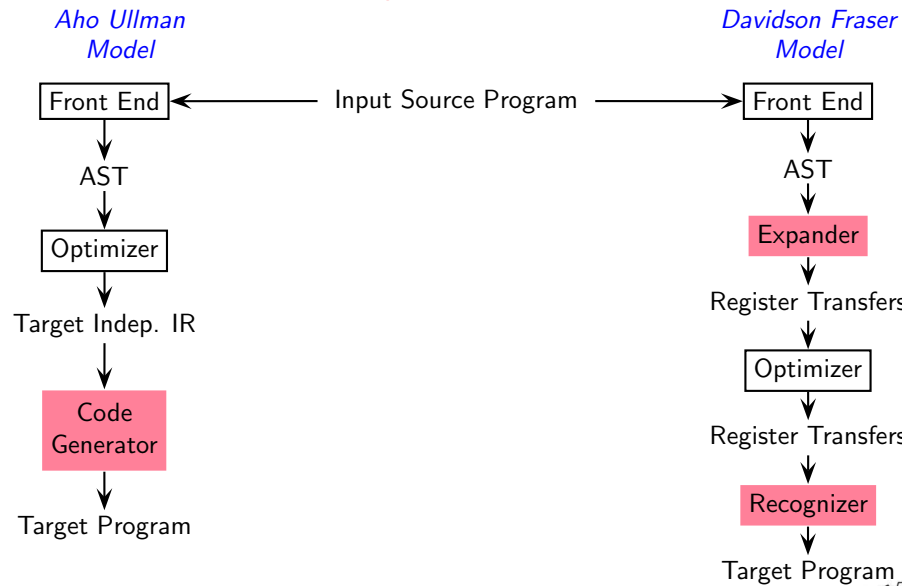 Aho Ullman
Model
Davidson Fraser
Model
Front End
Input Source Program
Front End
AST
AST
Optimizer
Expander
Target Indep. IR
Register Transfers
Optimizer
Code
Generator
Register Transfers
Recognizer
Target Program
Target Program